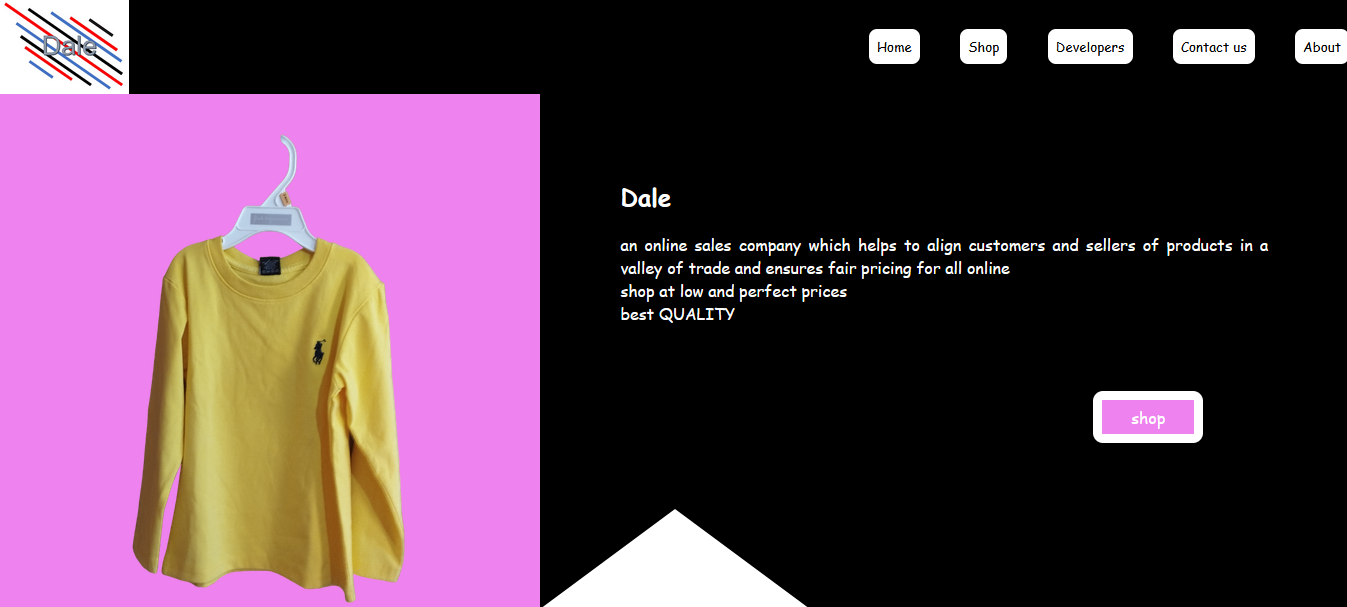 Dale
Home Shop Developers Contact us About
Dale
an online sales company which helps to align customers and sellers of products in a
valley of trade and ensures fair pricing for all online
shop at low and perfect prices
best QUALITY
shop